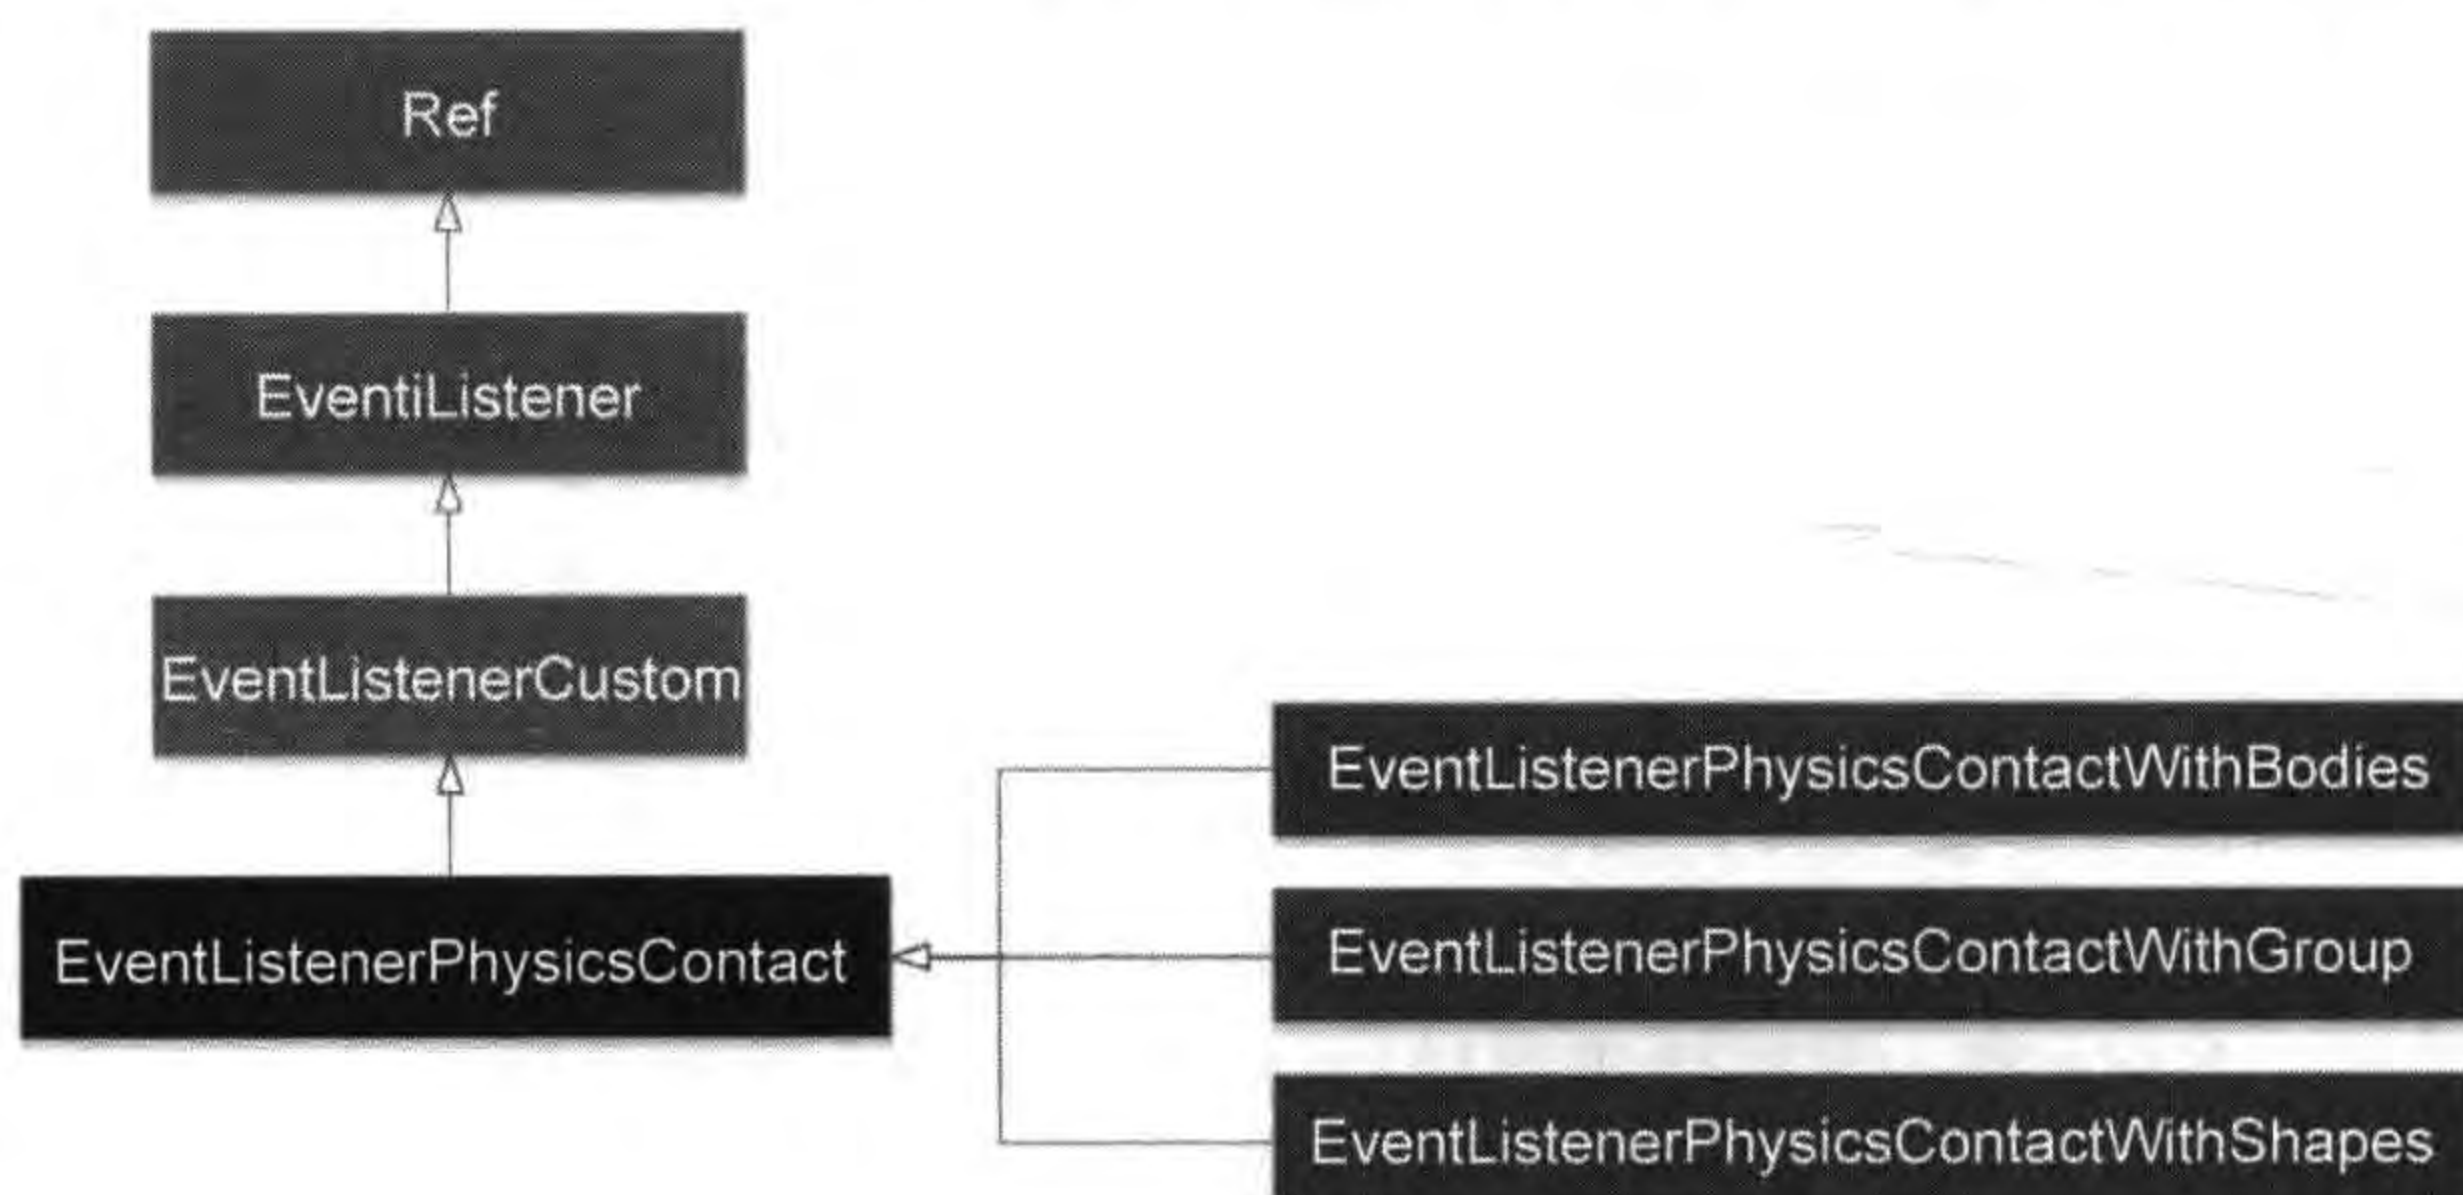 Ref
EventiListener
EventListenerCustom
EventListenerPhysicsContact
EventListenerPhysicsContactWithBodies
EventListenerPhysicsContactWithGroup
EventListenerPhysicsContactWithShapes